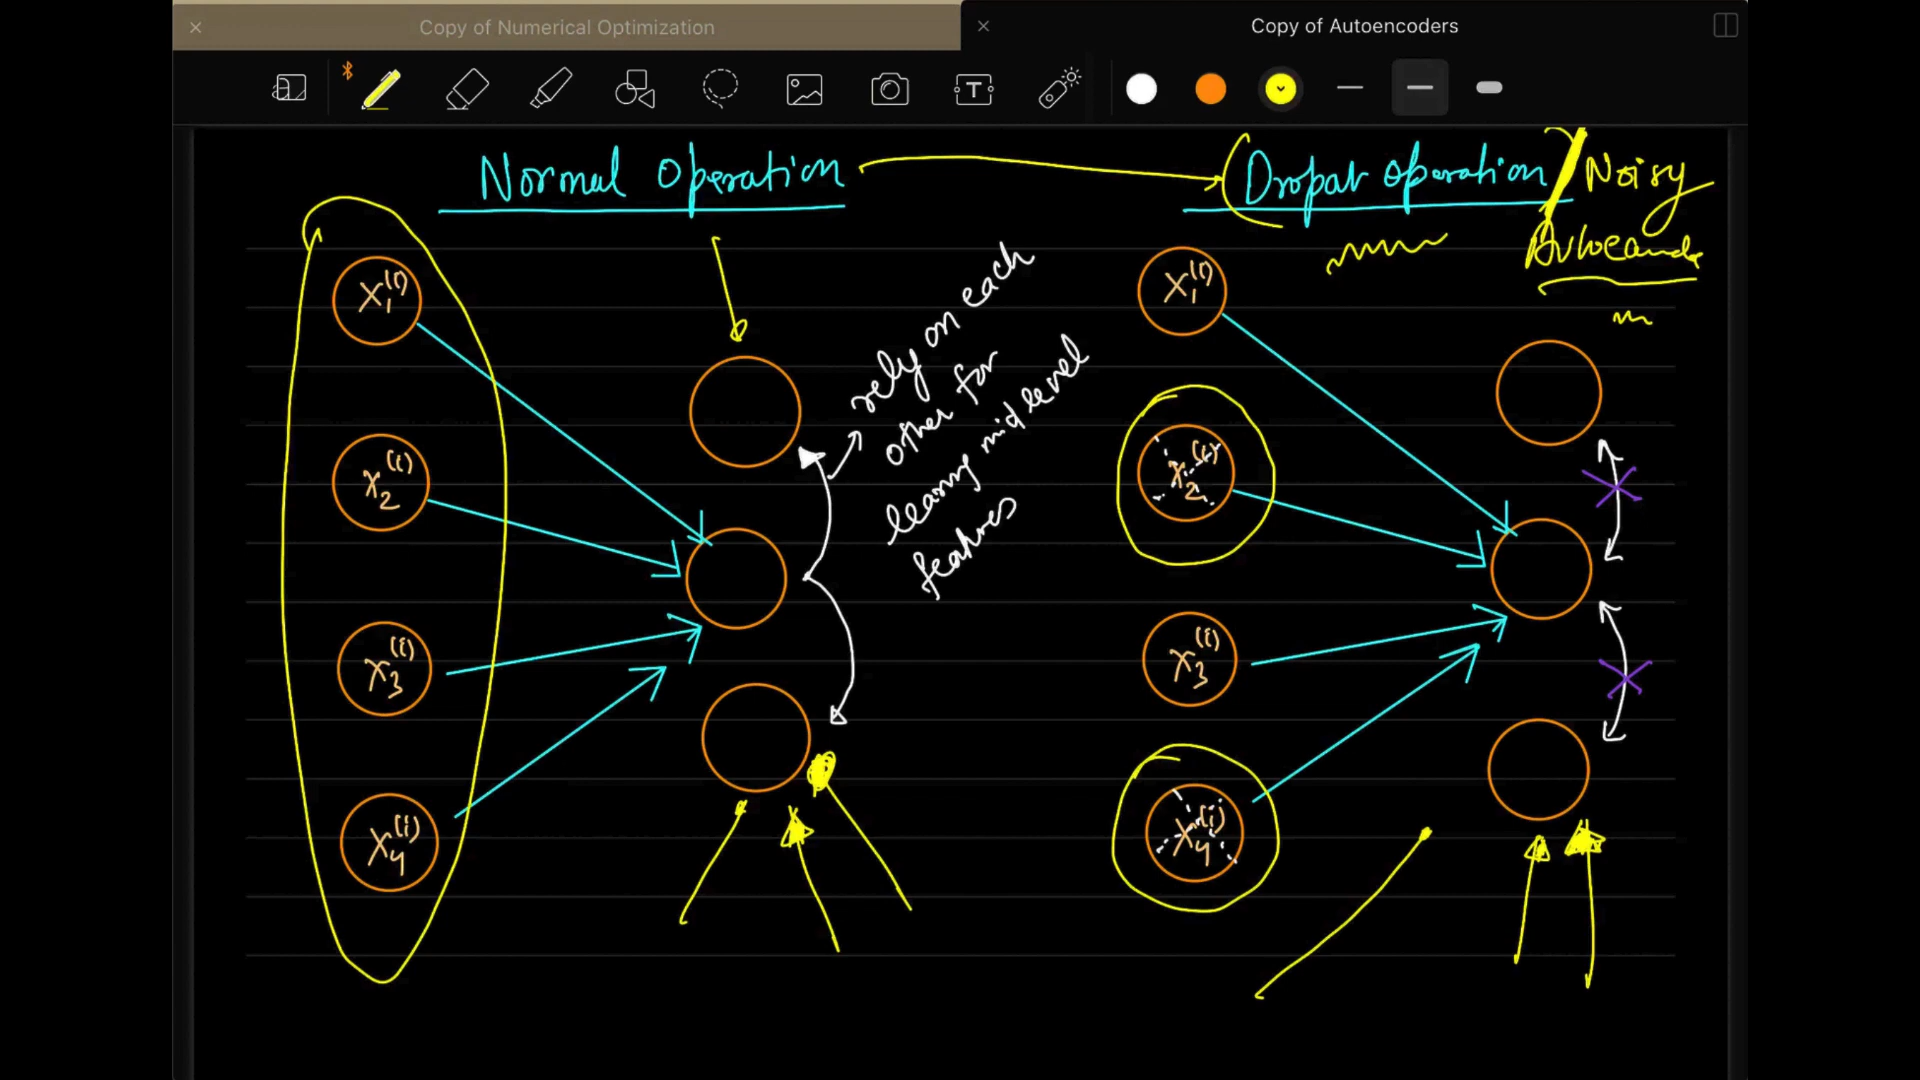 Copy of Numerical Optimization
Copy of Autoencoders
T
Normal Operation
Dropout operation / Noisy
Autoencoder
x₁⁽ⁱ⁾
x₂⁽ⁱ⁾
x₃⁽ⁱ⁾
x₄⁽ⁱ⁾
rely on each
other for
learning mid level
features
x₁⁽ⁱ⁾
x₂⁽ⁱ⁾
x₃⁽ⁱ⁾
x₄⁽ⁱ⁾